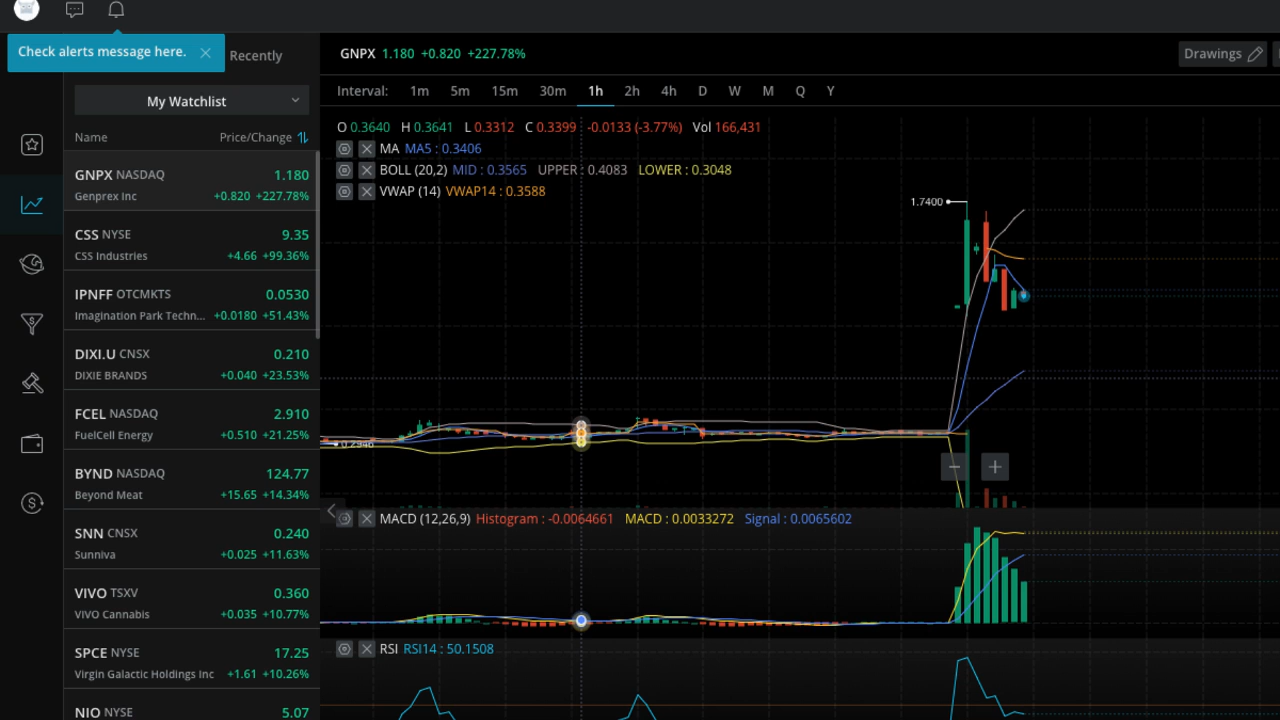 Check alerts message here.
Recently
My Watchlist
Name Price/Change
GNPX NASDAQ 1.180
Genprex Inc +0.820 +227.78%
CSS NYSE 9.35
CSS Industries +4.66 +99.36%
IPNFF OTCMKTS 0.0530
Imagination Park Techn... +0.0180 +51.43%
DIXI.U CNSX 0.210
DIXIE BRANDS +0.040 +23.53%
FCEL NASDAQ 2.910
FuelCell Energy +0.510 +21.25%
BYND NASDAQ 124.77
Beyond Meat +15.65 +14.34%
SNN CNSX 0.240
Sunniva +0.025 +11.63%
VIVO TSXV 0.360
VIVO Cannabis +0.035 +10.77%
SPCE NYSE 17.25
Virgin Galactic Holdings Inc +1.61 +10.26%
NIO NYSE 5.07
GNPX 1.180 +0.820 +227.78%
Drawings
Interval: 1m 5m 15m 30m 1h 2h 4h D W M Q Y
O 0.3640 H 0.3641 L 0.3312 C 0.3399 -0.0133 (-3.77%) Vol 166,431
MA MA5 : 0.3406
BOLL (20,2) MID : 0.3565 UPPER : 0.4083 LOWER : 0.3048
VWAP (14) VWAP14 : 0.3588
1.7400
MACD (12,26,9) Histogram : -0.0064661 MACD : 0.0033272 Signal : 0.0065602
RSI RSI14 : 50.1508